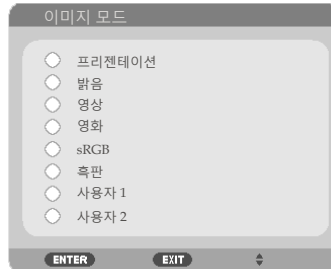 이미지 모드
프리젠테이션
밝음
영상
영화
sRGB
흑판
사용자 1
사용자 2
ENTER EXIT